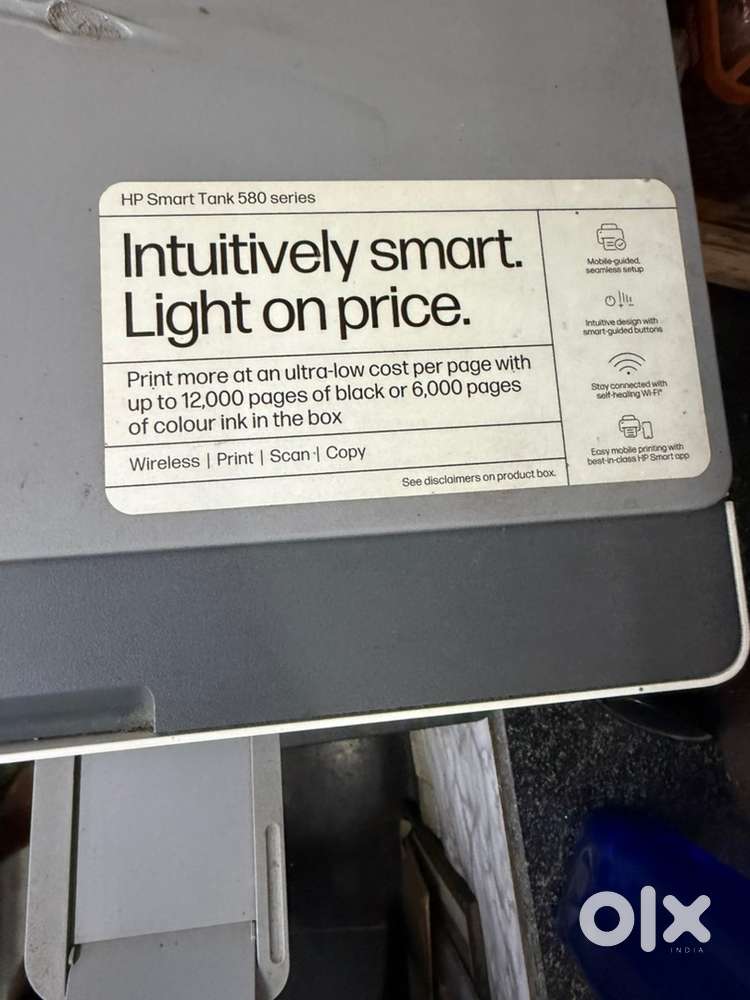 HP Smart Tank 580 series
Intuitively smart.
Light on price.
Print more at an ultra-low cost per page with
up to 12,000 pages of black or 6,000 pages
of colour ink in the box
Wireless | Print | Scan | Copy
See disclaimers on product box.
Mobile-guided,
seamless setup
Intuitive design with
smart-guided buttons
Stay connected with
self-healing Wi-Fi*
Easy mobile printing with
best-in-class HP Smart app
olx
INDIA